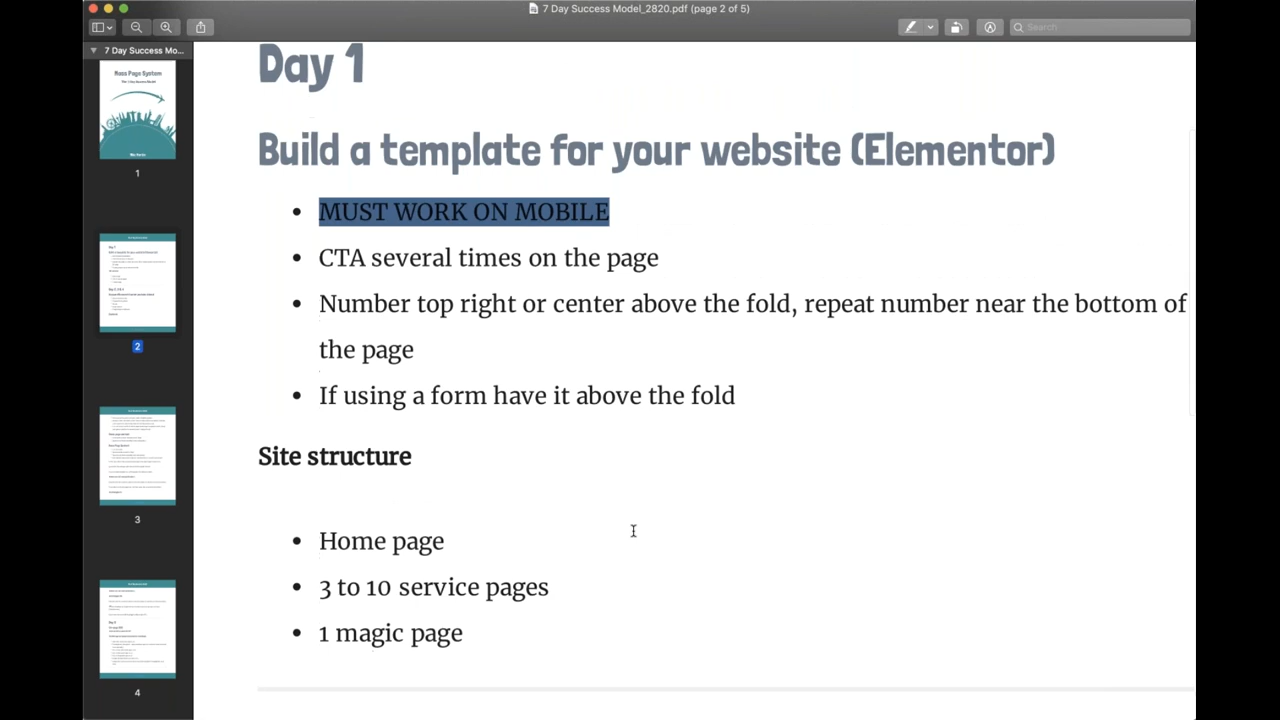 7 Day Success Model_2820.pdf (page 2 of 5)
Search
7 Day Success Mo...
Mass Page System
1
2
3
4
Day 1
Build a template for your website (Elementor)
• MUST WORK ON MOBILE
• CTA several times on the page
• Number top right or center above the fold, repeat number near the bottom of
the page
• If using a form have it above the fold
Site structure
• Home page
• 3 to 10 service pages
• 1 magic page